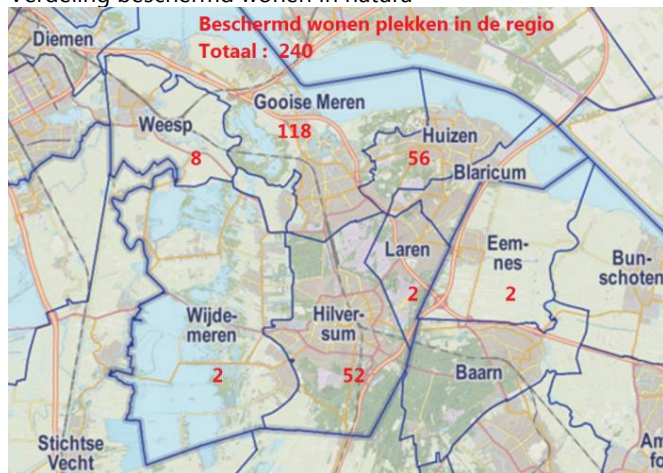 Verdeling beschermd wonen in natura
Beschermd wonen plekken in de regio
Totaal : 240
Diemen
Gooise Meren
118
Weesp
8
Huizen
56
Blaricum
Laren
2
Eem-
nes
2
Bun-
schoten
Wijde-
meren
2
Hilver-
sum
52
Baarn
Stichtse
Vecht
Am
fo